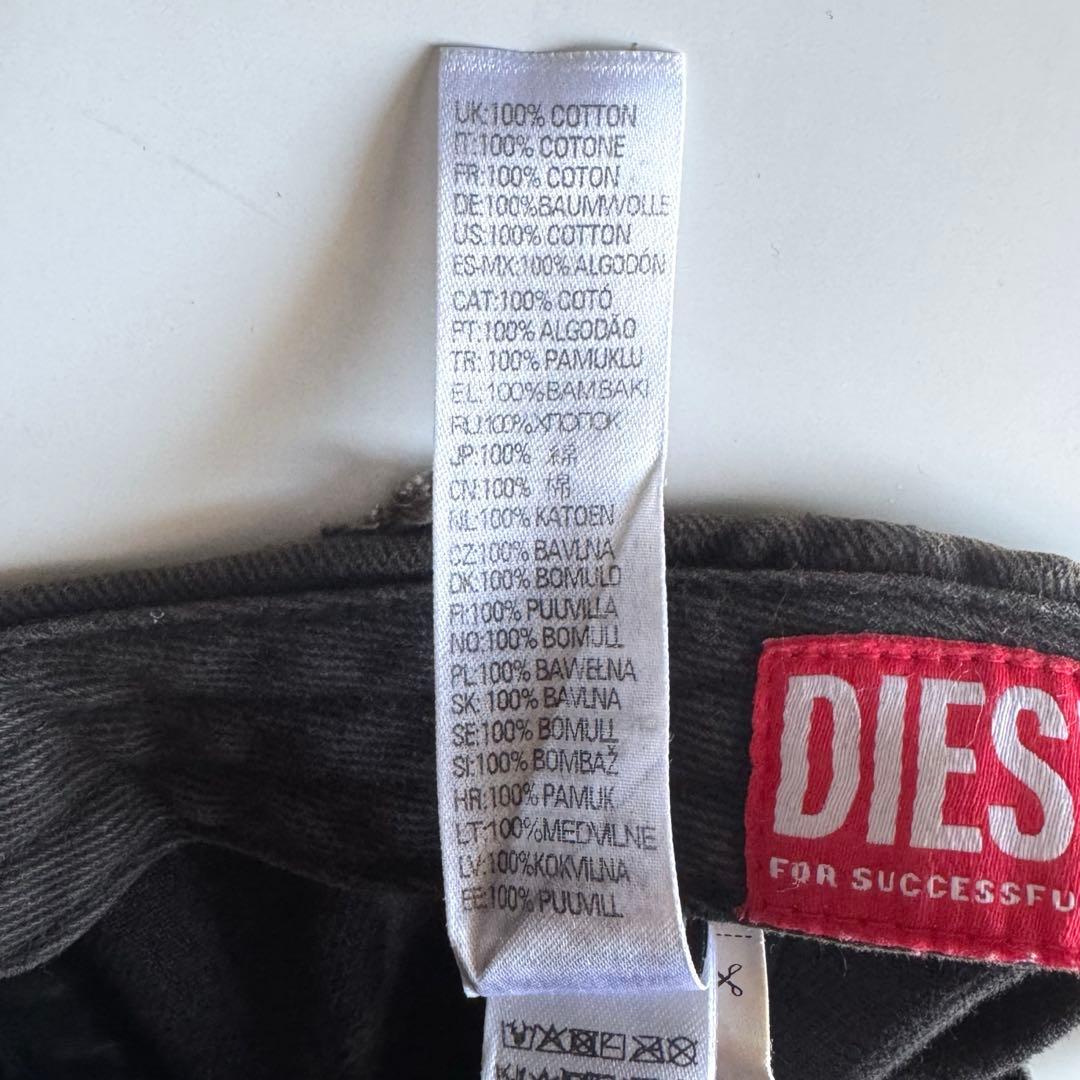 UK:100% COTTON
IT:100% COTONE
FR:100% COTON
DE:100%BAUMWOLLE
US:100% COTTON
ES-MX:100% ALGODÓN
CAT:100% COTÓ
PT:100% ALGODÃO
TR: 100% PAMUKLU
EL:100%BAMBAKI
RU:100%ХЛОПОК
JP:100% 綿
CN:100% 棉
NL:100% KATOEN
CZ:100% BAVLNA
DK:100% BOMULD
FI:100% PUUVILLA
NO:100% BOMULL
PL:100% BAWEŁNA
SK: 100% BAVLNA
SE:100% BOMULL
SI:100% BOMBAŽ
HR:100% PAMUK
LT:100%MEDVILNE
LV:100%KOKVILNA
EE:100% PUUVILL
DIES
FOR SUCCESSFU